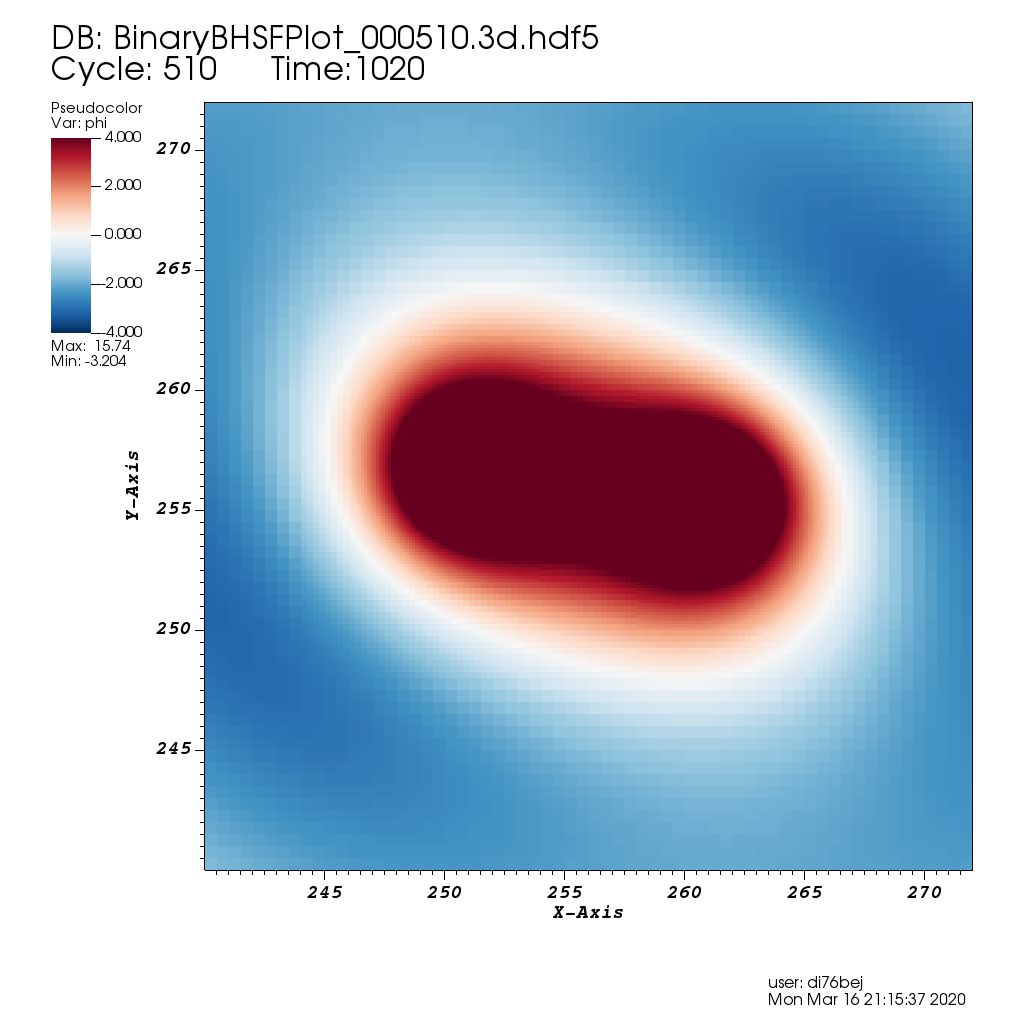 DB: BinaryBHSFPlot_000510.3d.hdf5
Cycle: 510 Time:1020
Pseudocolor
Var: phi
4.000
2.000
0.000
-2.000
-4.000
Max: 15.74
Min: -3.204
270
265
260
255
250
245
Y-Axis
245 250 255 260 265 270
X-Axis
user: di76bej
Mon Mar 16 21:15:37 2020